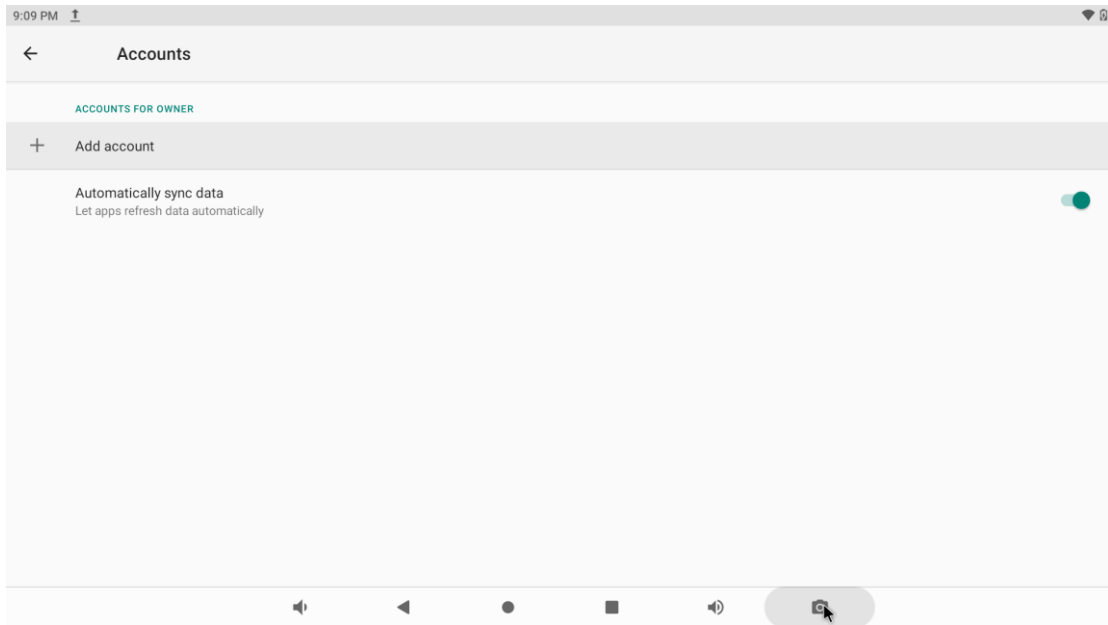 9:09 PM
Accounts
ACCOUNTS FOR OWNER
Add account
Automatically sync data
Let apps refresh data automatically